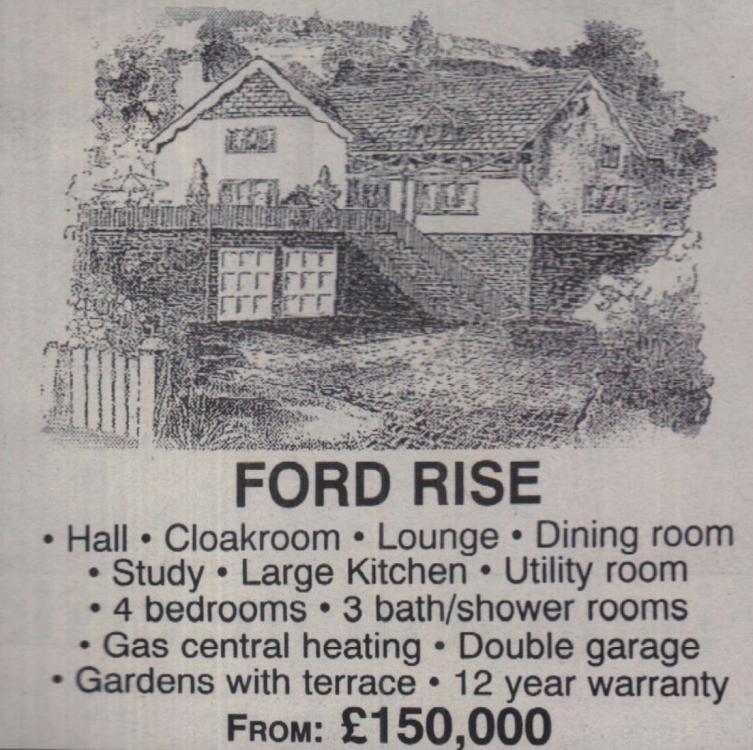 FORD RISE
• Hall • Cloakroom • Lounge • Dining room
• Study • Large Kitchen • Utility room
• 4 bedrooms • 3 bath/shower rooms
• Gas central heating • Double garage
• Gardens with terrace • 12 year warranty
FROM: £150,000